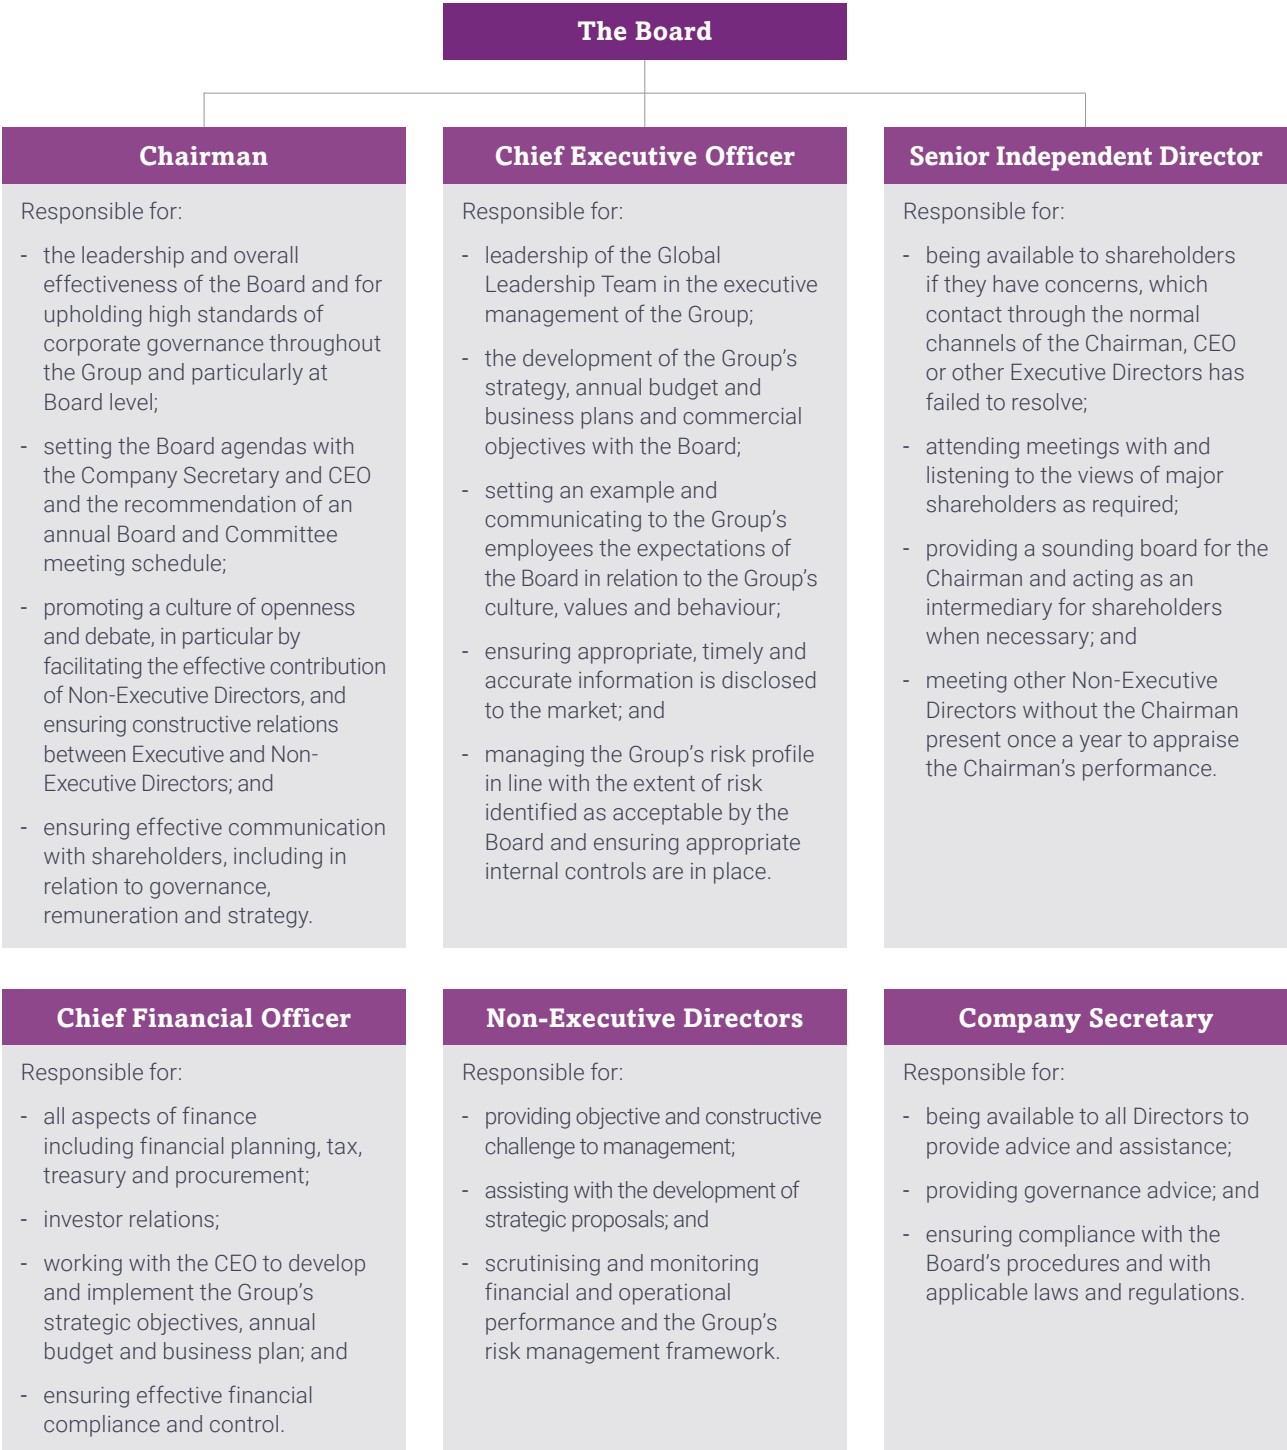 The Board
Chairman
Responsible for:
- the leadership and overall
effectiveness of the Board and for
upholding high standards of
corporate governance throughout
the Group and particularly at
Board level;
- setting the Board agendas with
the Company Secretary and CEO
and the recommendation of an
annual Board and Committee
meeting schedule;
- promoting a culture of openness
and debate, in particular by
facilitating the effective contribution
of Non-Executive Directors, and
ensuring constructive relations
between Executive and Non-
Executive Directors; and
- ensuring effective communication
with shareholders, including in
relation to governance,
remuneration and strategy.
Chief Executive Officer
Responsible for:
- leadership of the Global
Leadership Team in the executive
management of the Group;
- the development of the Group’s
strategy, annual budget and
business plans and commercial
objectives with the Board;
- setting an example and
communicating to the Group’s
employees the expectations of
the Board in relation to the Group’s
culture, values and behaviour;
- ensuring appropriate, timely and
accurate information is disclosed
to the market; and
- managing the Group’s risk profile
in line with the extent of risk
identified as acceptable by the
Board and ensuring appropriate
internal controls are in place.
Senior Independent Director
Responsible for:
- being available to shareholders
if they have concerns, which
contact through the normal
channels of the Chairman, CEO
or other Executive Directors has
failed to resolve;
- attending meetings with and
listening to the views of major
shareholders as required;
- providing a sounding board for the
Chairman and acting as an
intermediary for shareholders
when necessary; and
- meeting other Non-Executive
Directors without the Chairman
present once a year to appraise
the Chairman’s performance.
Chief Financial Officer
Responsible for:
- all aspects of finance
including financial planning, tax,
treasury and procurement;
- investor relations;
- working with the CEO to develop
and implement the Group’s
strategic objectives, annual
budget and business plan; and
- ensuring effective financial
compliance and control.
Non-Executive Directors
Responsible for:
- providing objective and constructive
challenge to management;
- assisting with the development of
strategic proposals; and
- scrutinising and monitoring
financial and operational
performance and the Group’s
risk management framework.
Company Secretary
Responsible for:
- being available to all Directors to
provide advice and assistance;
- providing governance advice; and
- ensuring compliance with the
Board’s procedures and with
applicable laws and regulations.